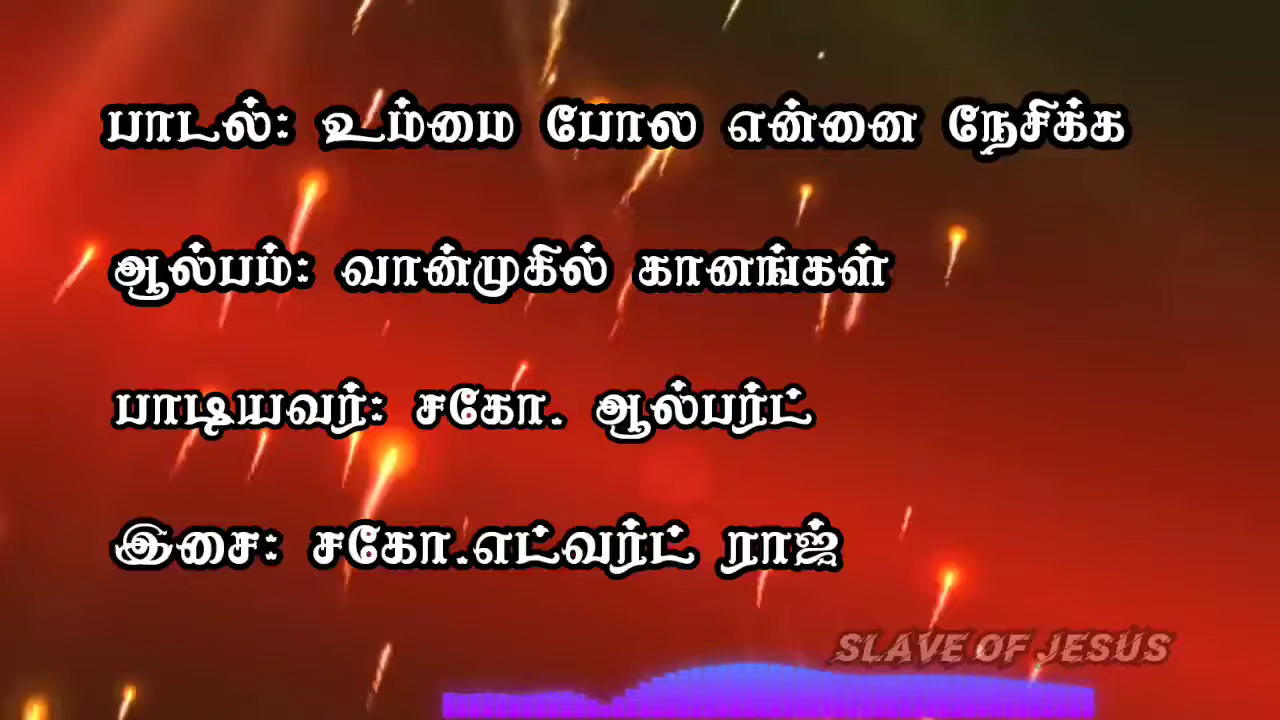 பாடல்: உம்மை போல என்னை நேசிக்க
ஆல்பம்: வான்முகில் கானங்கள்
பாடியவர்: சகோ. ஆல்பர்ட்
இசை: சகோ.எட்வர்ட் ராஜ்
SLAVE OF JESUS